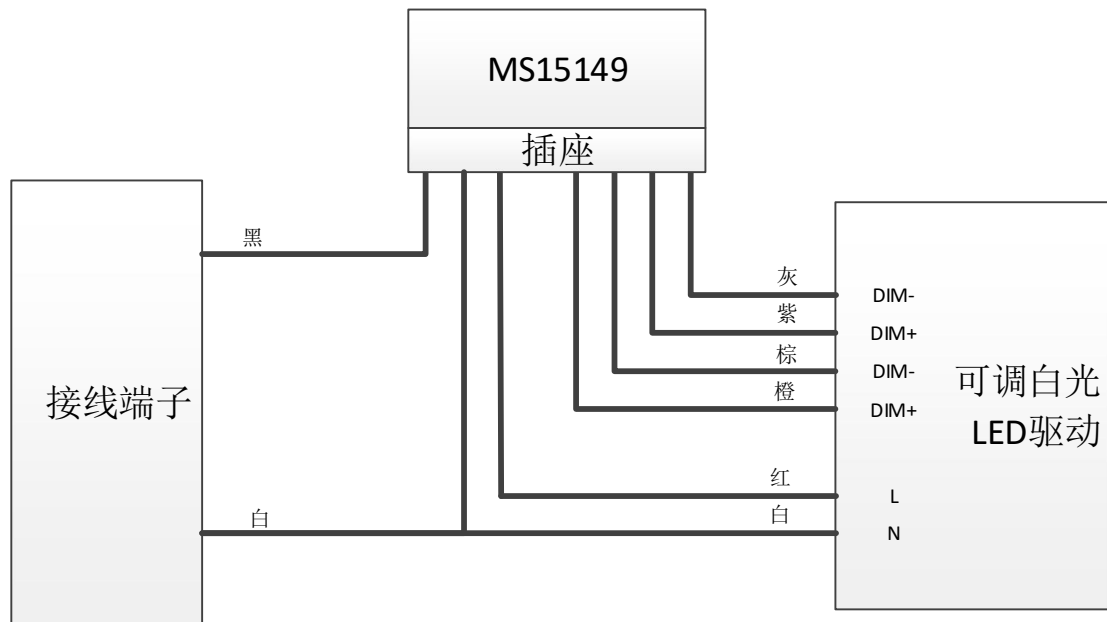 MS15149
插座
黑
灰
DIM-
紫
DIM+
棕
DIM-
橙
DIM+
接线端子
可调白光
LED驱动
红
L
白
白
N